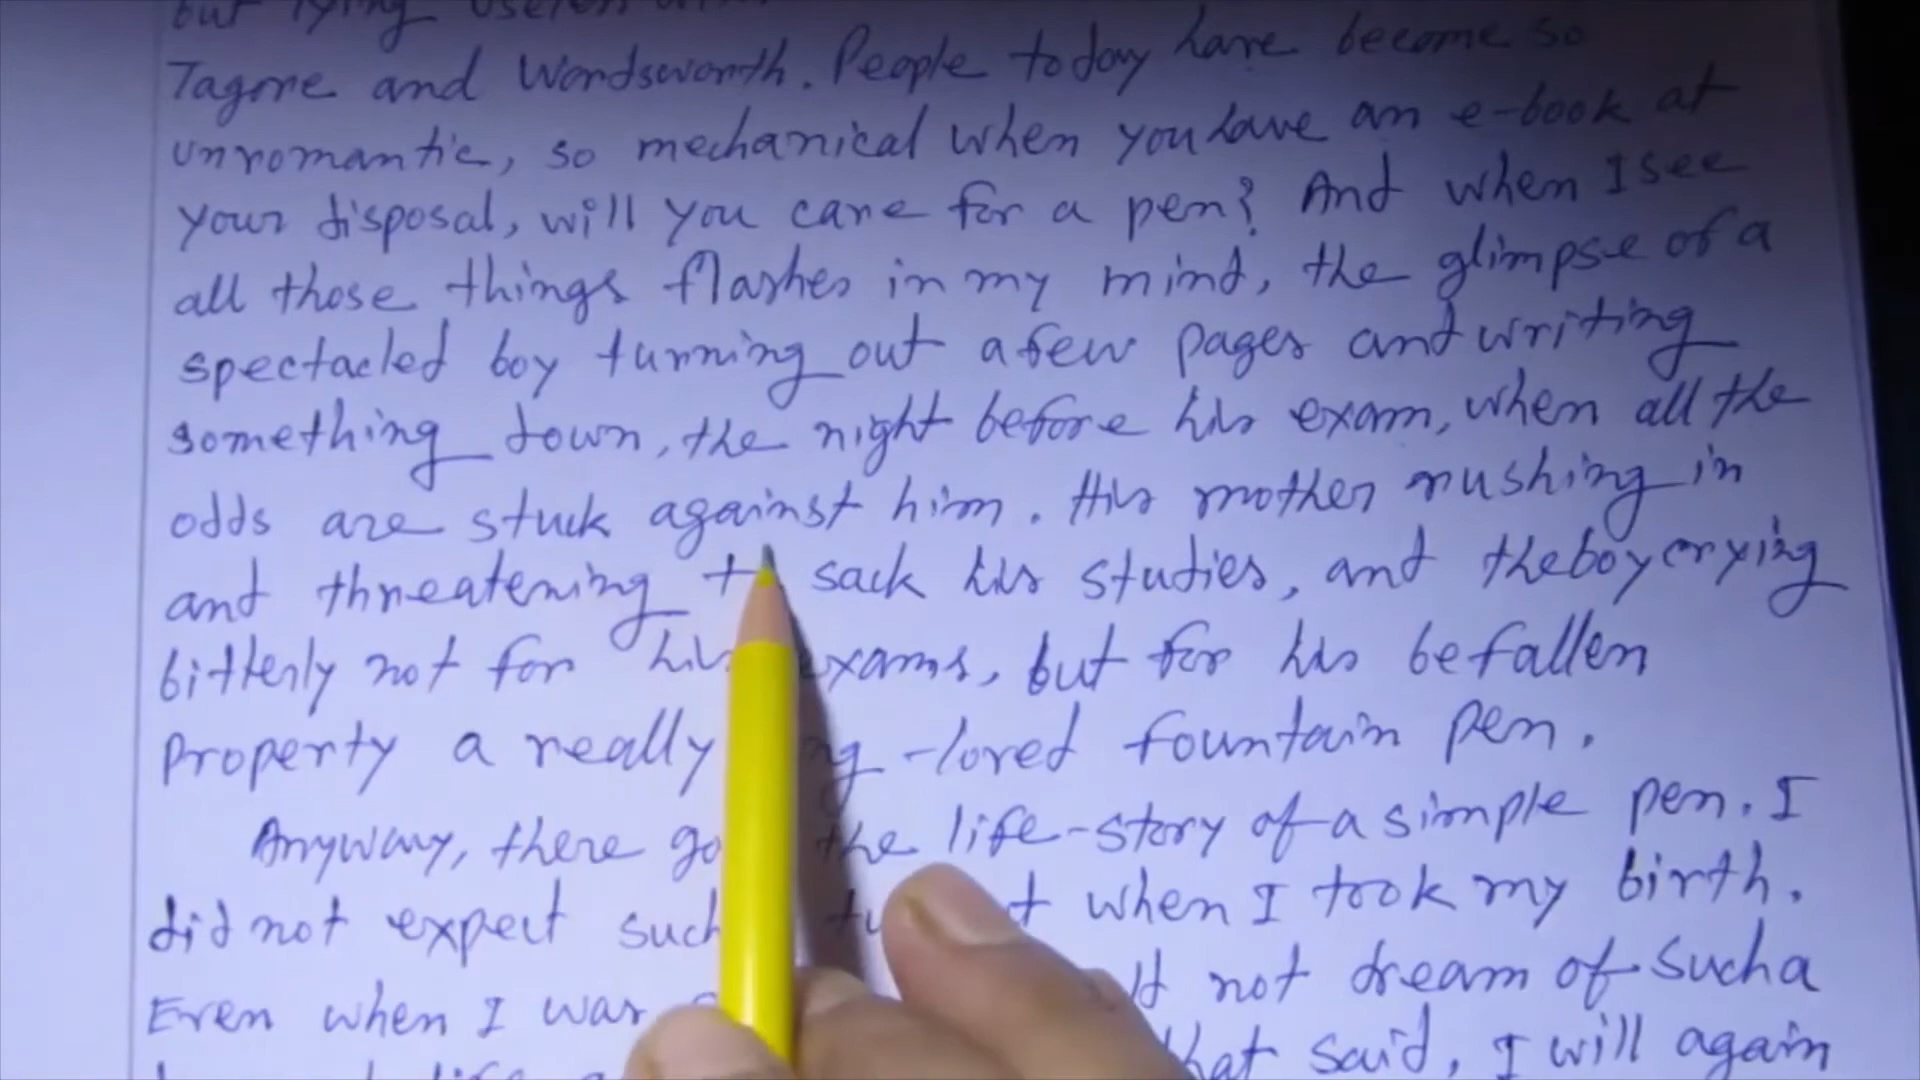 but lying useless
Tagore and Wordsworth. People today have become so
unromantic, so mechanical when you have an e-book at
your disposal, will you care for a pen? And when I see
all those things flashes in my mind, the glimpse of a
spectacled boy turning out a few pages and writing
something down, the night before his exam, when all the
odds are stuck against him. His mother rushing in
and threatening to sack his studies, and the boy crying
bitterly not for his exams, but for his befallen
Property a really -loved fountain pen.
Anyway, there the life-story of a simple pen. I
did not expect such when I took my birth.
Even when I was not dream of such a
said, I will again